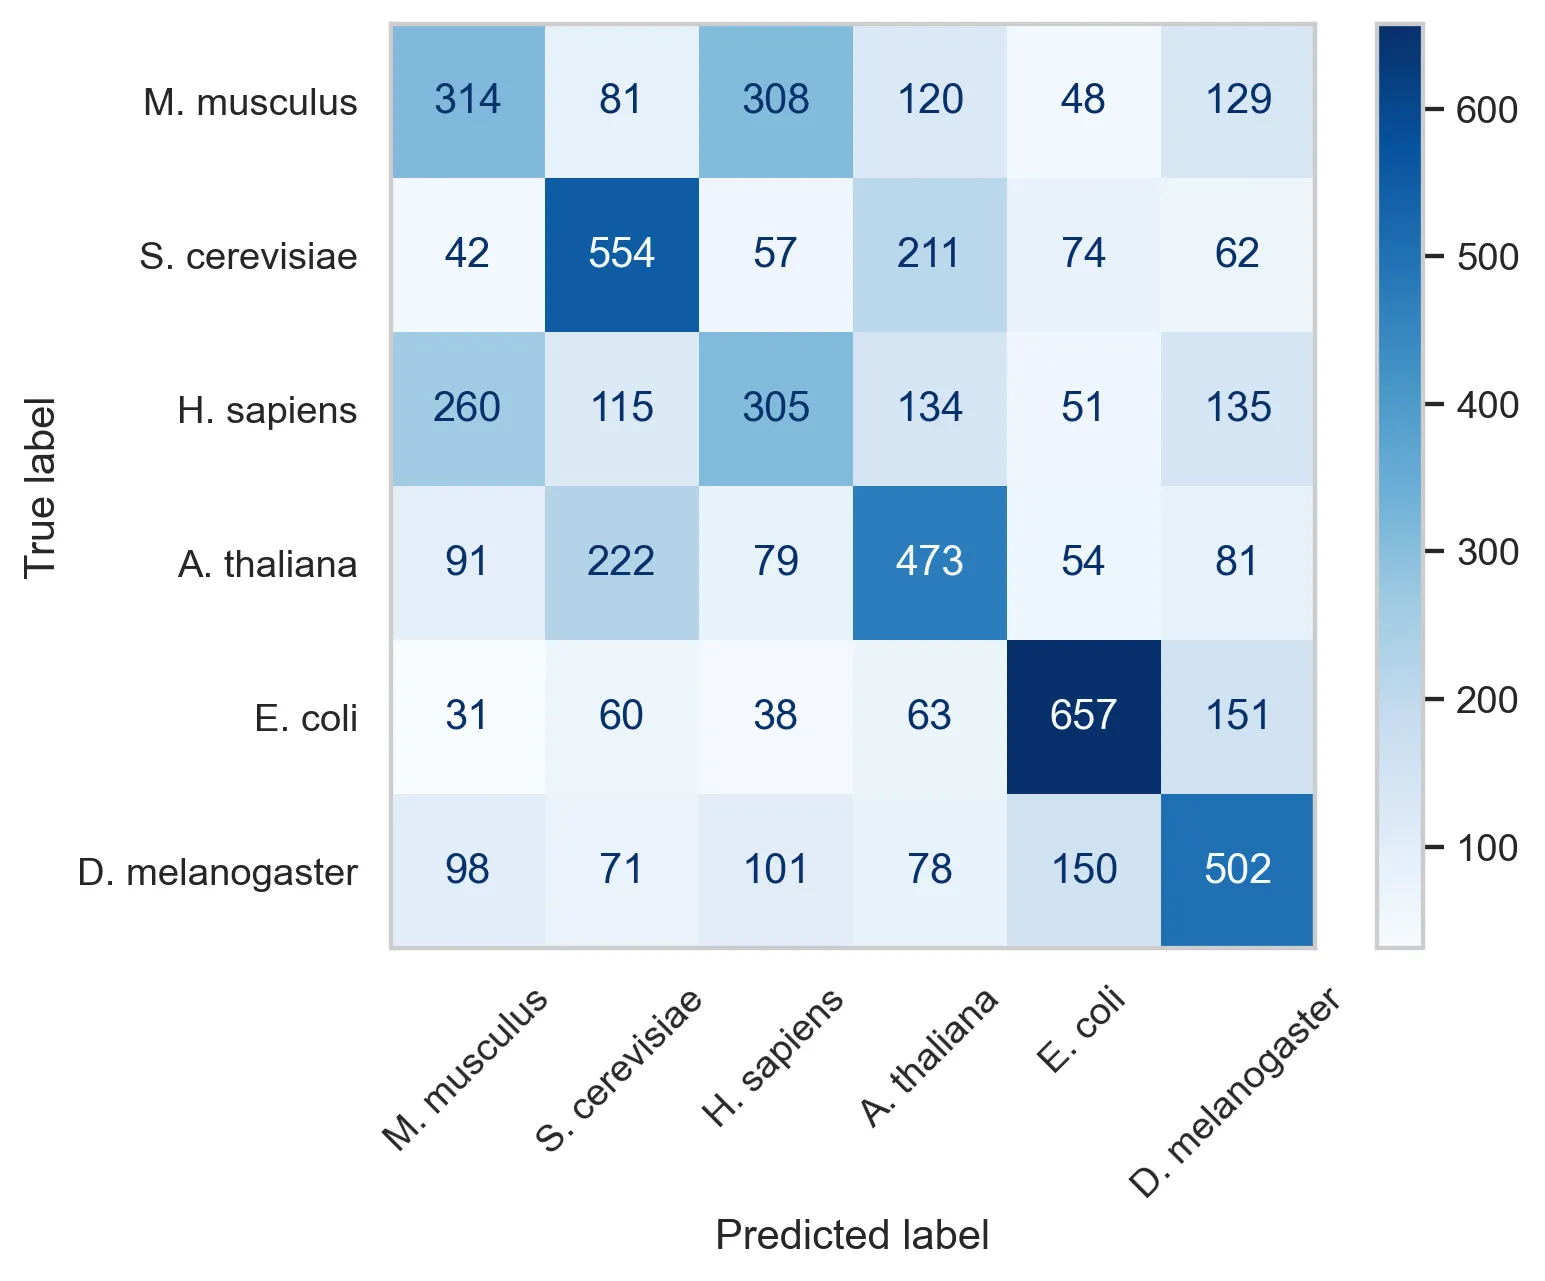 M. musculus 314 81 308 120 48 129
S. cerevisiae 42 554 57 211 74 62
H. sapiens 260 115 305 134 51 135
A. thaliana 91 222 79 473 54 81
E. coli 31 60 38 63 657 151
D. melanogaster 98 71 101 78 150 502
True label
M. musculus
S. cerevisiae
H. sapiens
A. thaliana
E. coli
D. melanogaster
Predicted label
600
500
400
300
200
100